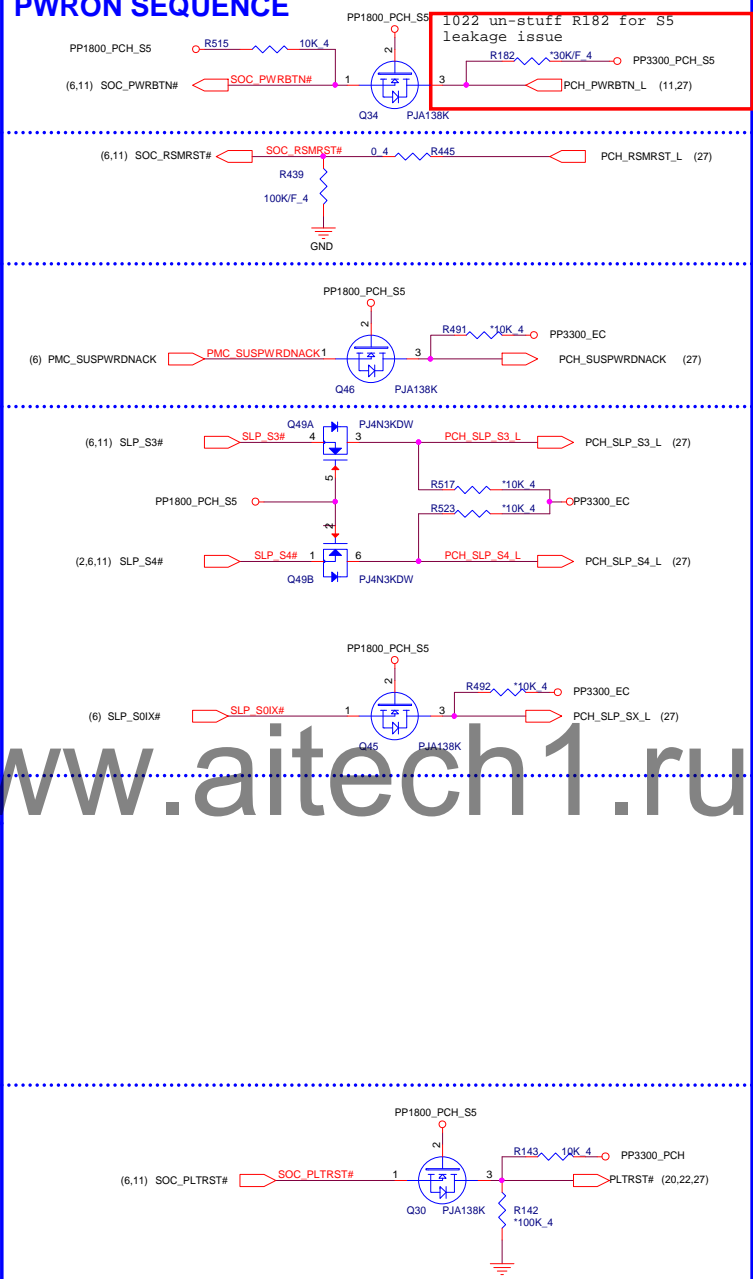 PWRON SEQUENCE
PP1800_PCH_S5
1022 un-stuff R182 for S5
leakage issue
PP1800_PCH_S5 R515 10K_4
2
R182 *30K/F_4 PP3300_PCH_S5
(6,11) SOC_PWRBTN# SOC_PWRBTN# 1 3 PCH_PWRBTN_L (11,27)
Q34 PJA138K
(6,11) SOC_RSMRST# SOC_RSMRST# 0_4 R445 PCH_RSMRST_L (27)
R439
100K/F_4
GND
PP1800_PCH_S5
2
R491 *10K_4 PP3300_EC
(6) PMC_SUSPWRDNACK PMC_SUSPWRDNACK 1 3 PCH_SUSPWRDNACK (27)
Q46 PJA138K
Q49A PJ4N3KDW
(6,11) SLP_S3# SLP_S3# 4 3 PCH_SLP_S3_L PCH_SLP_S3_L (27)
5
R517 *10K_4
PP1800_PCH_S5 PP3300_EC
R523 *10K_4
2
(2,6,11) SLP_S4# SLP_S4# 1 6 PCH_SLP_S4_L PCH_SLP_S4_L (27)
Q49B PJ4N3KDW
PP1800_PCH_S5
2
R492 *10K_4 PP3300_EC
(6) SLP_S0IX# SLP_S0IX# 1 3 PCH_SLP_SX_L (27)
Q45 PJA138K
ww.aitech1.ru
PP1800_PCH_S5
2
R143 10K_4 PP3300_PCH
(6,11) SOC_PLTRST# SOC_PLTRST# 1 3 PLTRST# (20,22,27)
Q30 PJA138K R142
*100K_4